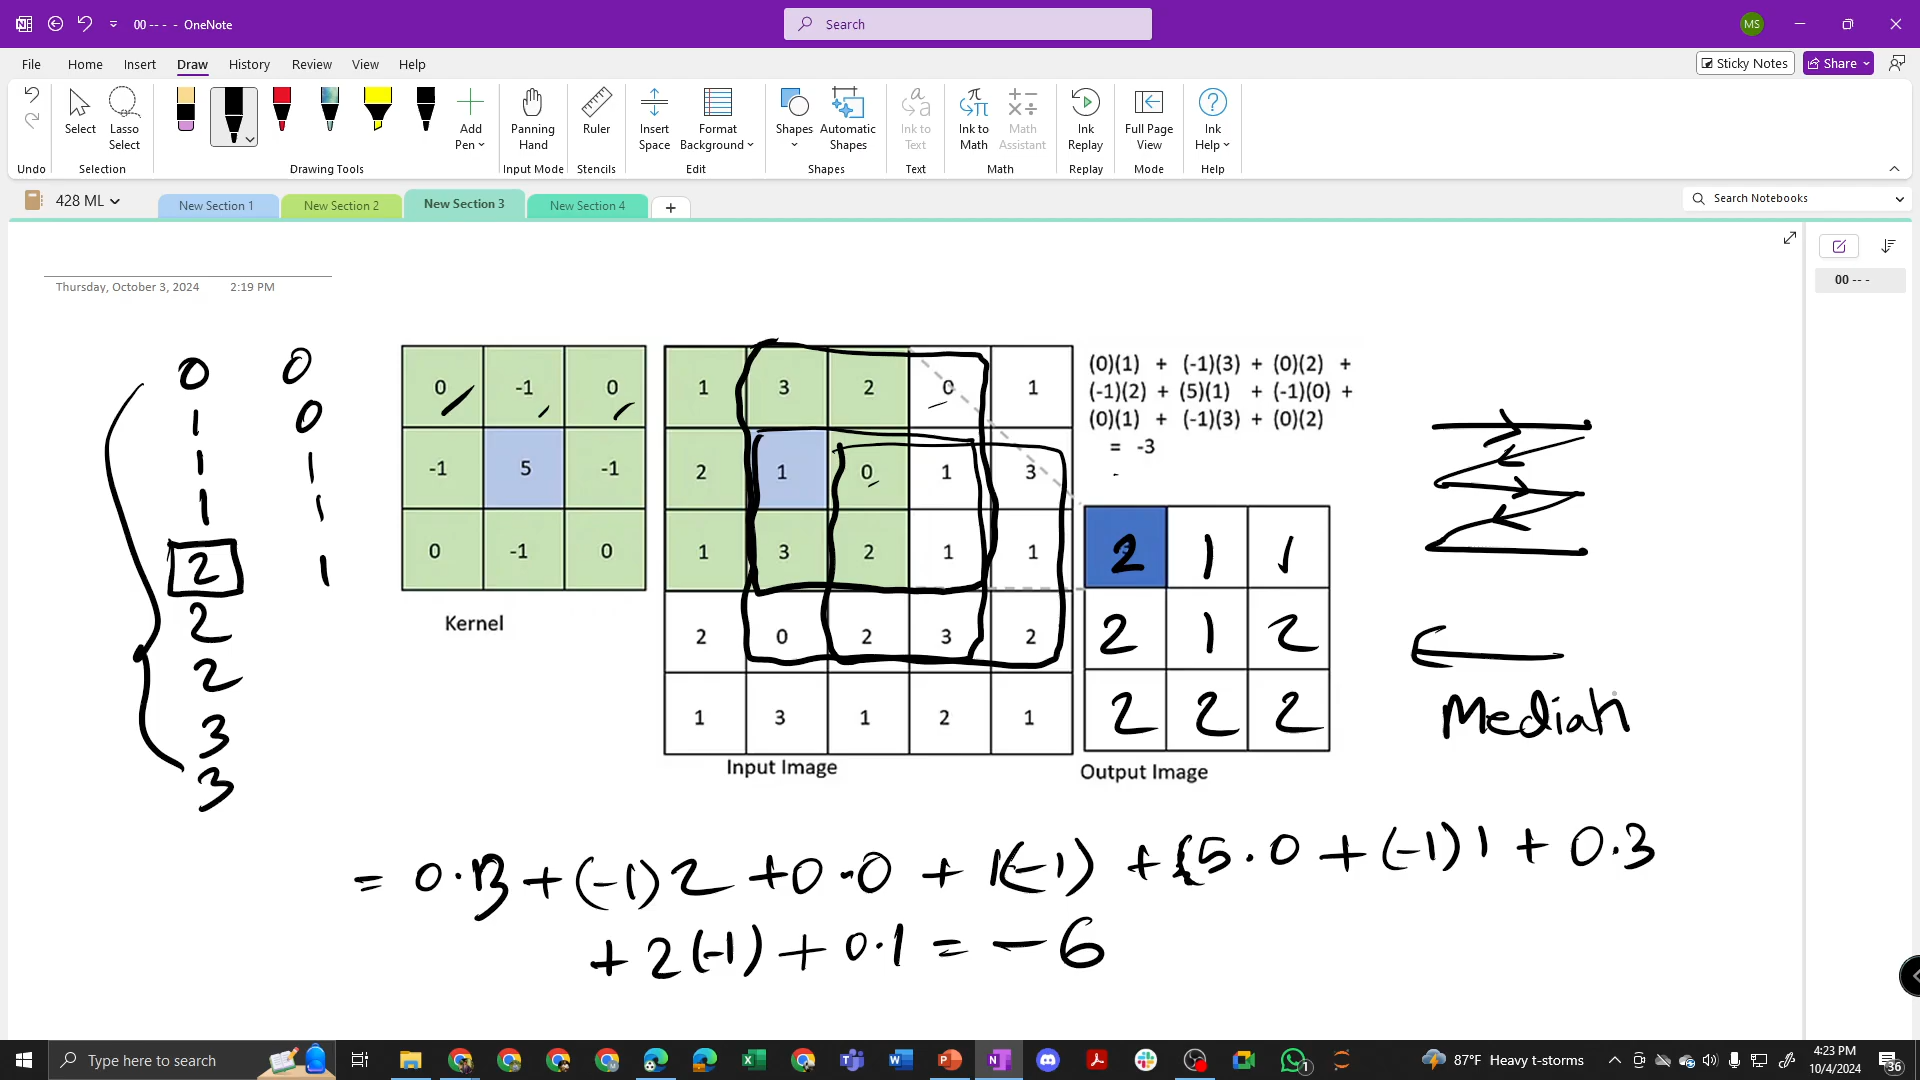 00 -- - - OneNote
Search
MS
File Home Insert Draw History Review View Help
Sticky Notes Share
Select Lasso Select Add Pen Panning Hand Ruler Insert Space Format Background Shapes Automatic Shapes Ink to Text Ink to Math Math Assistant Ink Replay Full Page View Ink Help
Undo Selection Drawing Tools Input Mode Stencils Edit Shapes Text Math Replay Mode Help
428 ML New Section 1 New Section 2 New Section 3 New Section 4 +
Search Notebooks
00 -- -
Thursday, October 3, 2024 2:19 PM
0 0
1 0
1 1
1 1
2 1
2
2
3
3
0 -1 0
-1 5 -1
0 -1 0
Kernel
1 3 2 0 1
2 1 0 1 3
1 3 2 1 1
2 0 2 3 2
1 3 1 2 1
Input Image
(0)(1) + (-1)(3) + (0)(2) +
(-1)(2) + (5)(1) + (-1)(0) +
(0)(1) + (-1)(3) + (0)(2)
= -3
2 1 1
2 1 2
2 2 2
Output Image
Median
= 0.3 + (-1)2 + 0.0 + 1(-1) + 5.0 + (-1)1 + 0.3
+ 2(-1) + 0.1 = -6
Type here to search
87°F Heavy t-storms
4:23 PM
10/4/2024
36
1